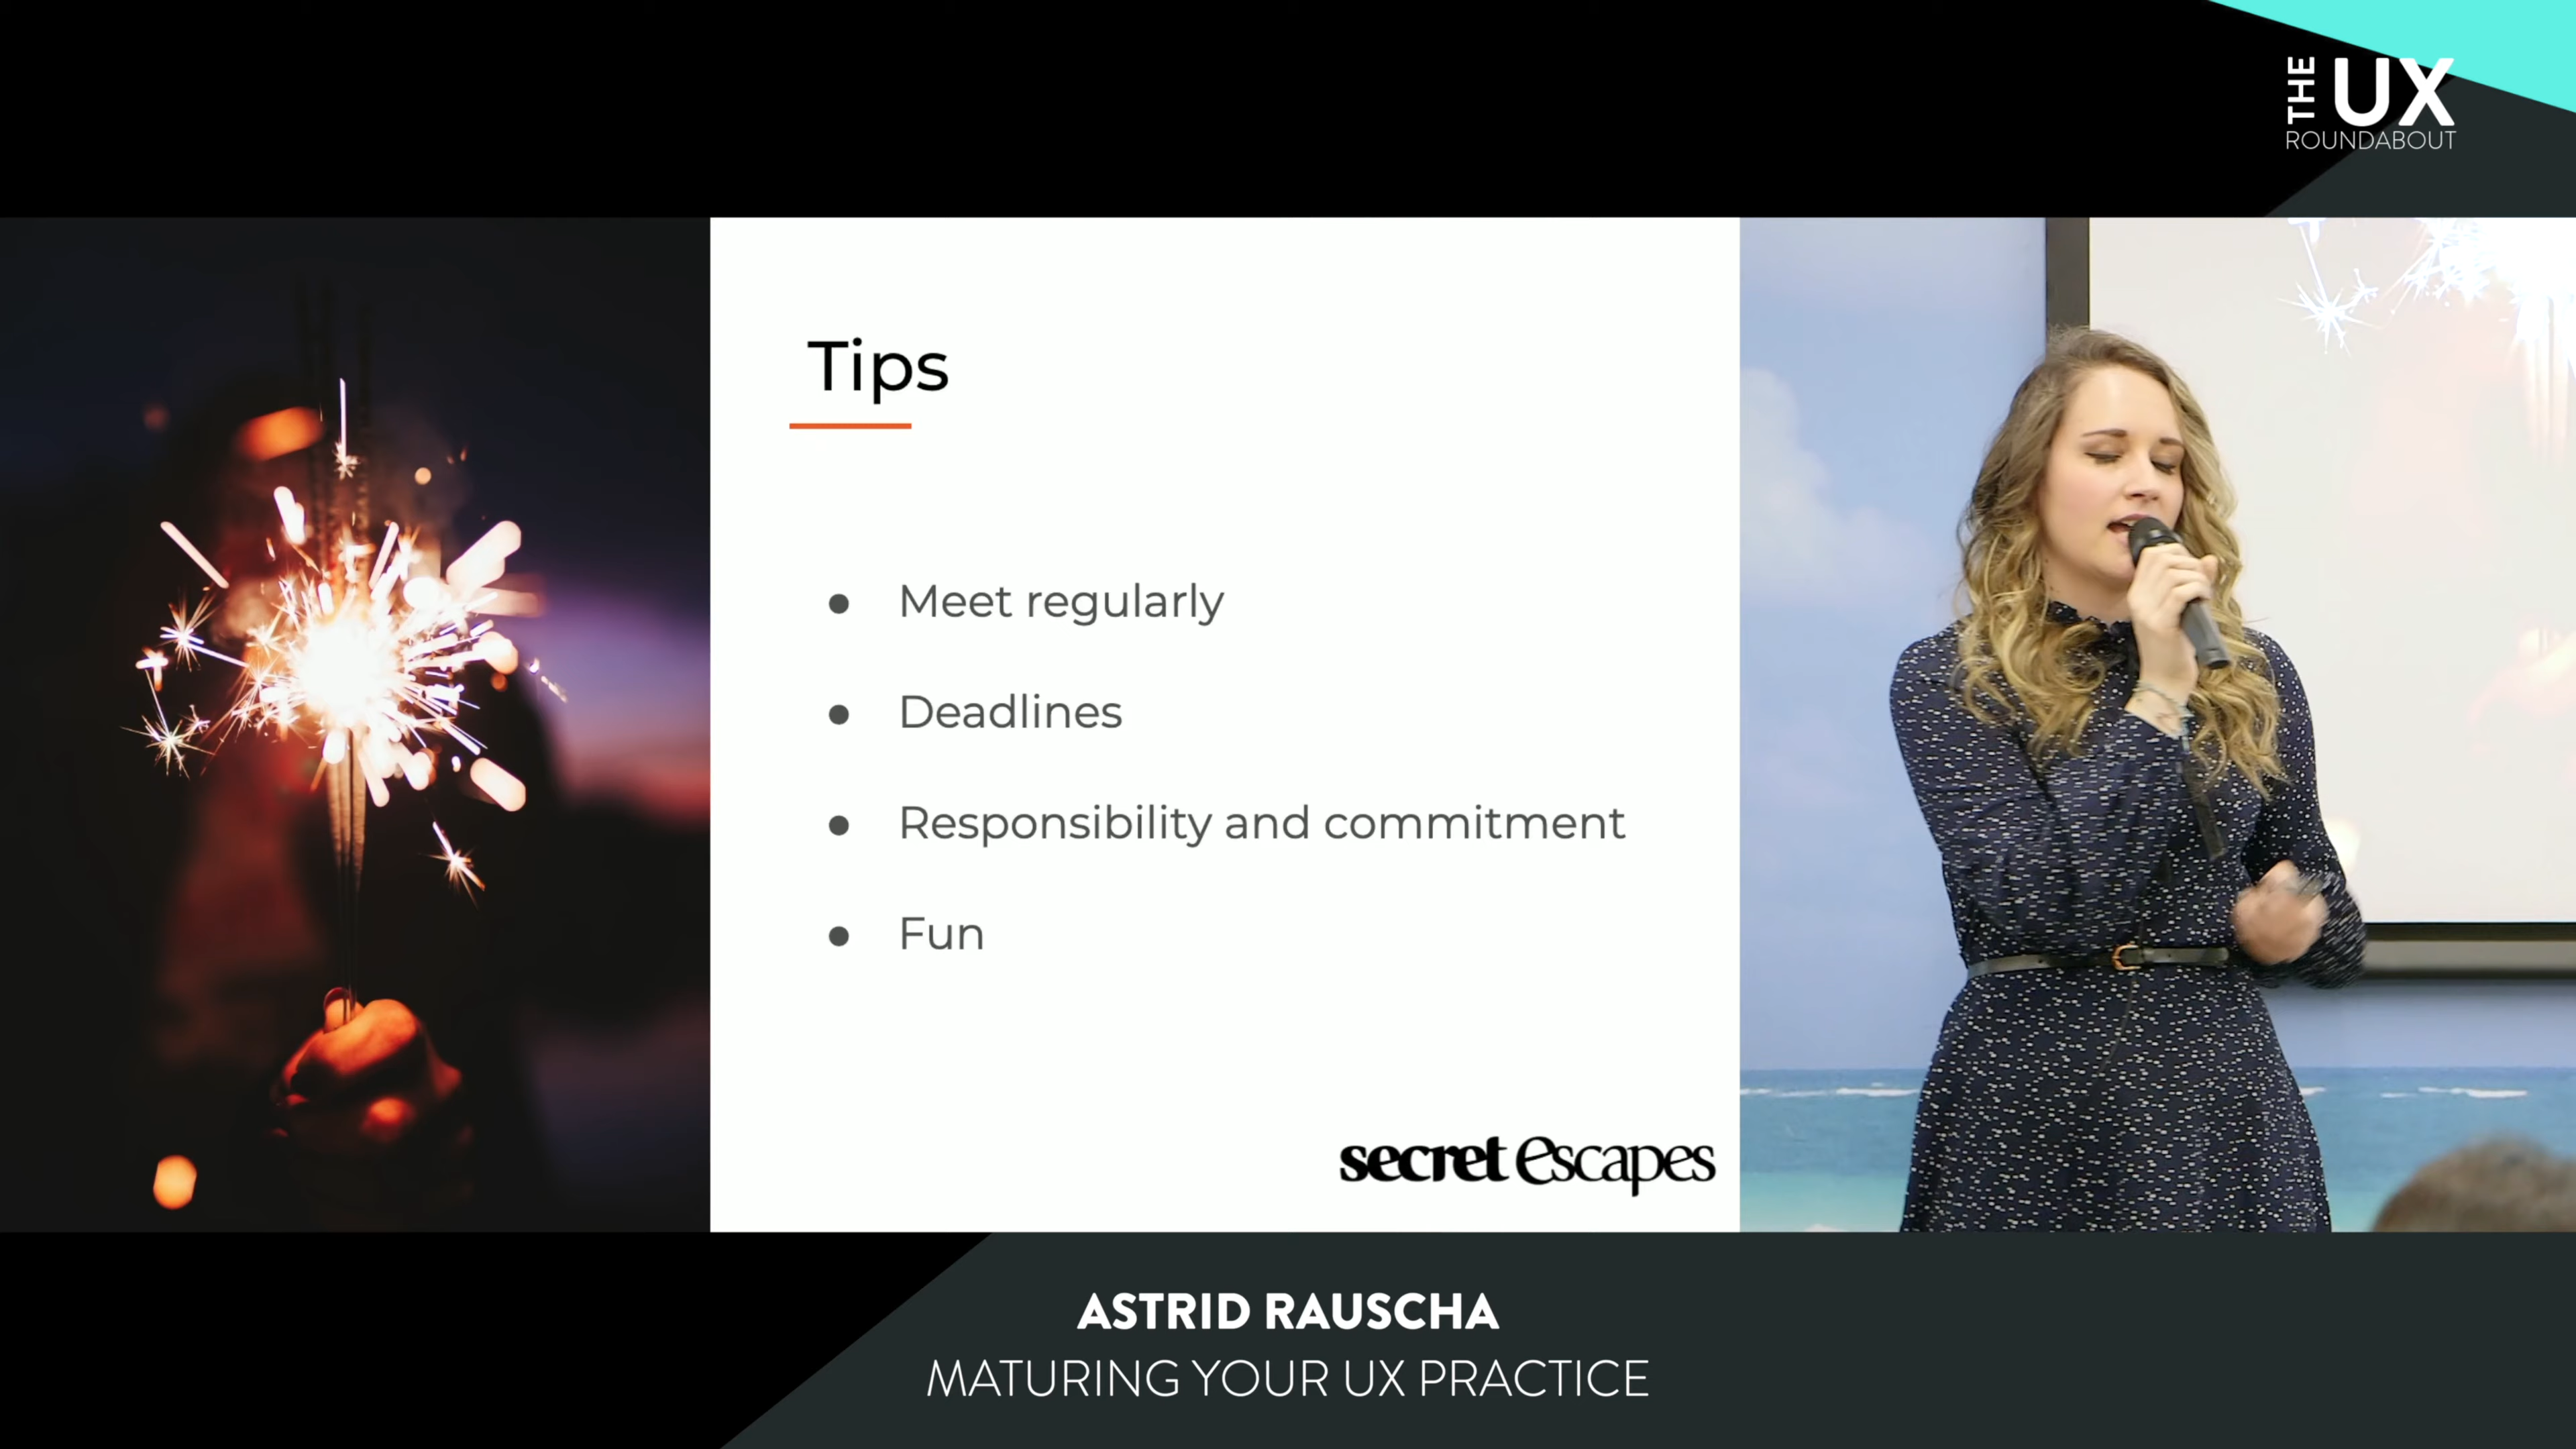 THE UX
ROUNDABOUT
Tips
● Meet regularly
● Deadlines
● Responsibility and commitment
● Fun
secret escapes
ASTRID RAUSCHA
MATURING YOUR UX PRACTICE